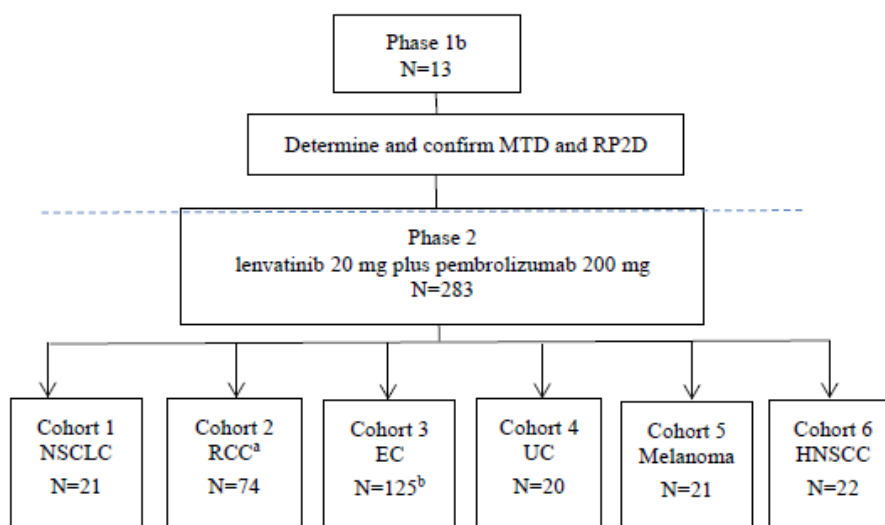 Phase 1b
N=13
Determine and confirm MTD and RP2D
Phase 2
lenvatinib 20 mg plus pembrolizumab 200 mg
N=283
Cohort 1
NSCLC
N=21
Cohort 2
RCCᵃ
N=74
Cohort 3
EC
N=125ᵇ
Cohort 4
UC
N=20
Cohort 5
Melanoma
N=21
Cohort 6
HNSCC
N=22